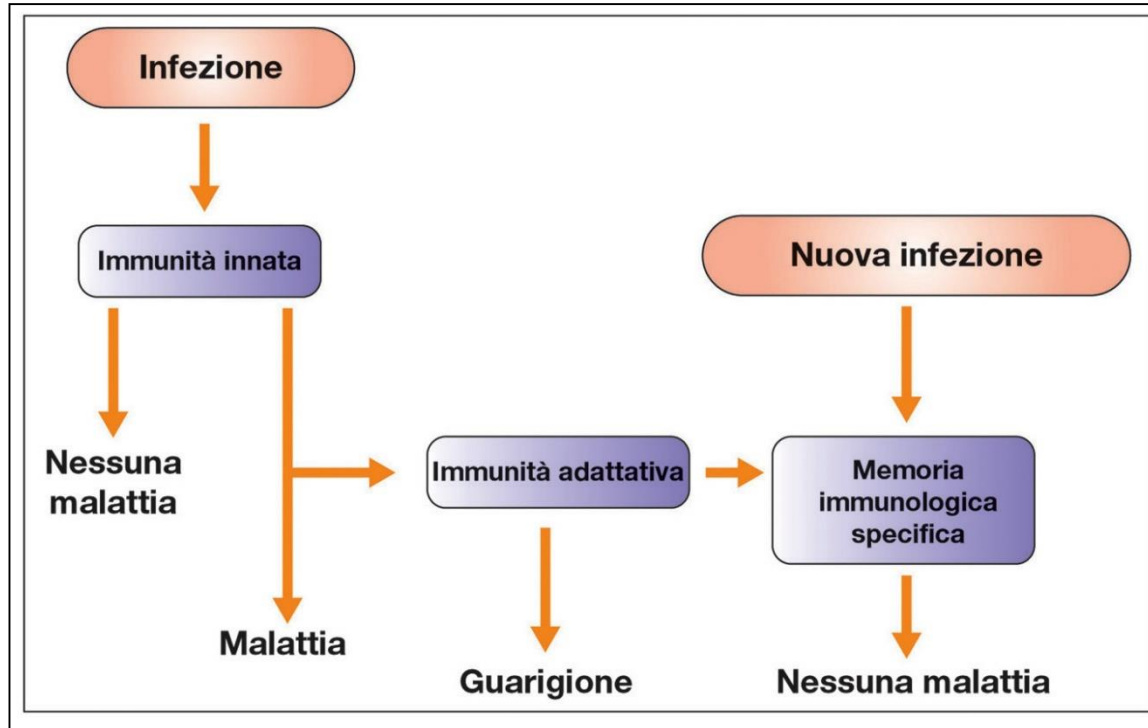 Infezione
Immunità innata
Nuova infezione
Nessuna
malattia
Immunità adattativa
Memoria
immunologica
specifica
Malattia
Guarigione
Nessuna malattia